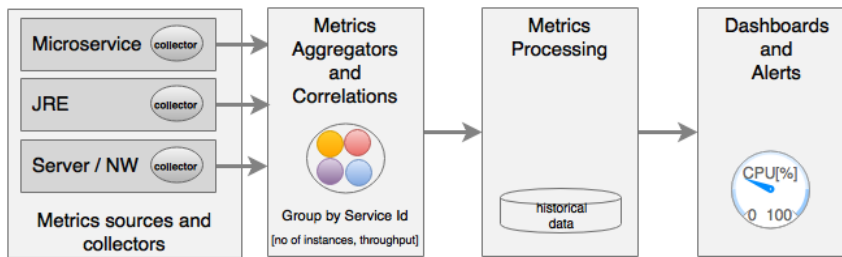 Microservice
collector
JRE
collector
Server / NW
collector
Metrics sources and
collectors
Metrics
Aggregators
and
Correlations
Group by Service Id
[no of instances, throughput]
Metrics
Processing
historical
data
Dashboards
and
Alerts
CPU[%]
0 100